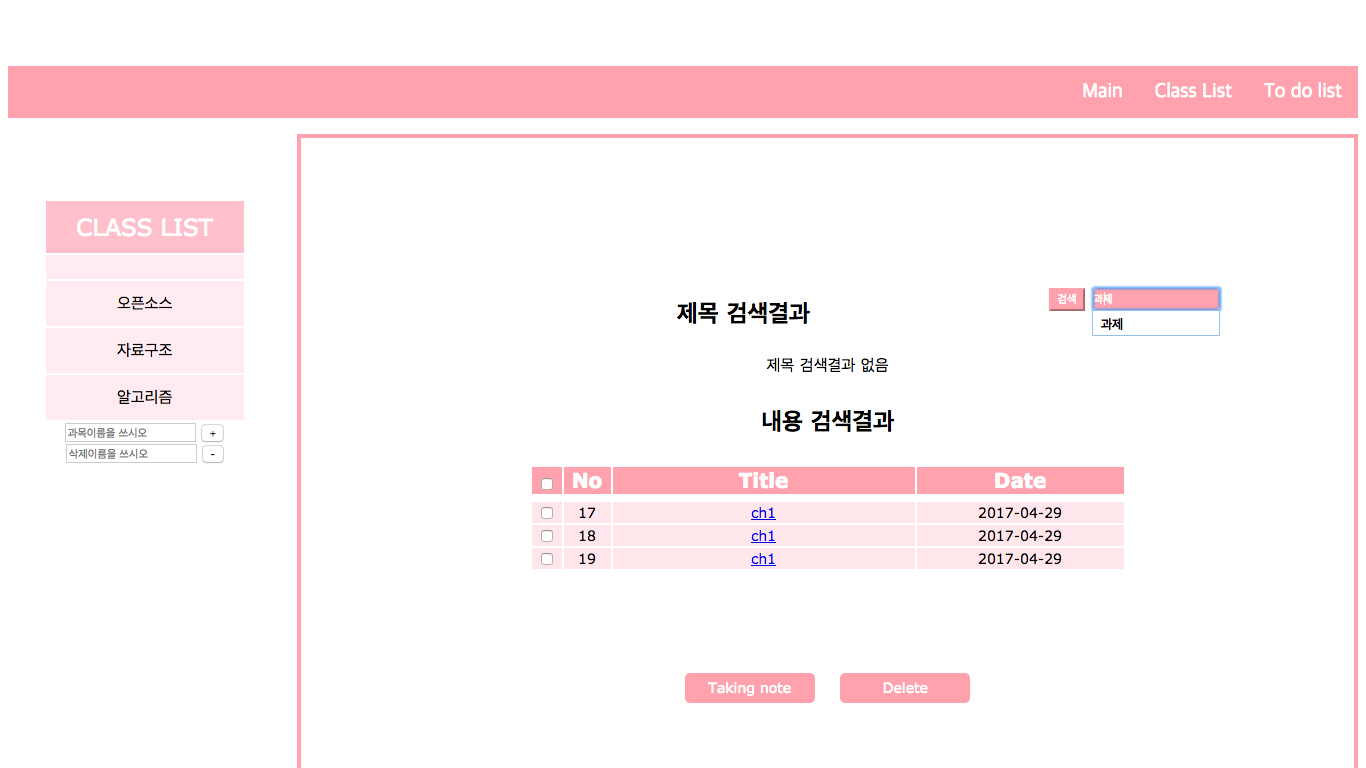 Main Class List To do list
CLASS LIST
오픈소스
자료구조
알고리즘
과목이름을 쓰시오 +
삭제이름을 쓰시오 -
제목 검색결과
검색 과제
과제
제목 검색결과 없음
내용 검색결과
No Title Date
17 ch1 2017-04-29
18 ch1 2017-04-29
19 ch1 2017-04-29
Taking note Delete